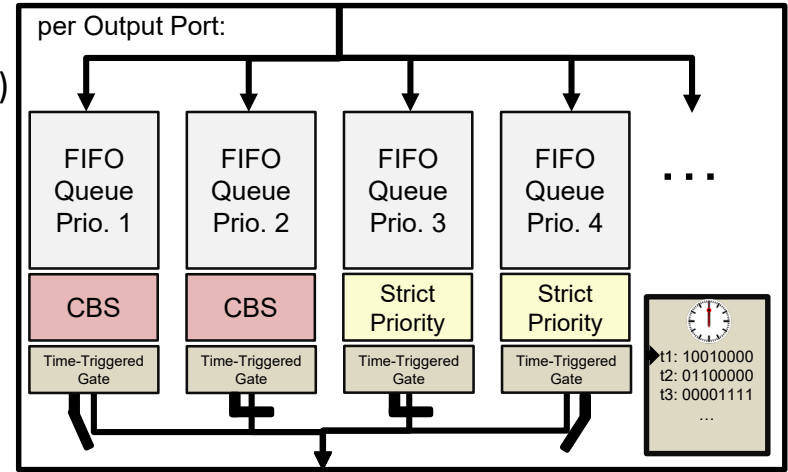 per Output Port:
)
FIFO
Queue
Prio. 1
FIFO
Queue
Prio. 2
FIFO
Queue
Prio. 3
FIFO
Queue
Prio. 4
...
CBS
CBS
Strict
Priority
Strict
Priority
Time-Triggered
Gate
Time-Triggered
Gate
Time-Triggered
Gate
Time-Triggered
Gate
t1: 10010000
t2: 01100000
t3: 00001111
...